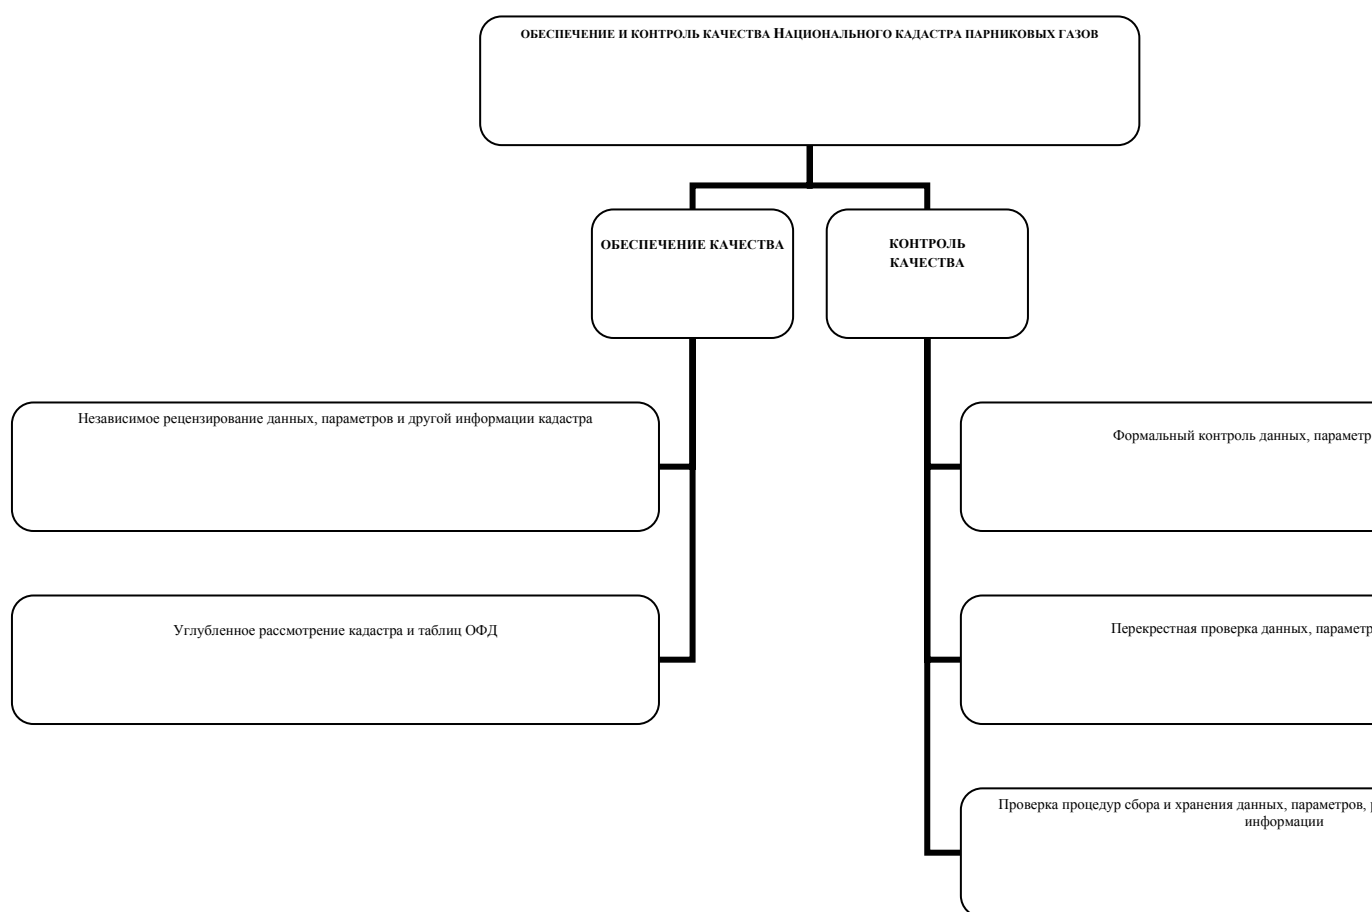 ОБЕСПЕЧЕНИЕ И КОНТРОЛЬ КАЧЕСТВА НАЦИОНАЛЬНОГО КАДАСТРА ПАРНИКОВЫХ ГАЗОВ
ОБЕСПЕЧЕНИЕ КАЧЕСТВА
КОНТРОЛЬ
КАЧЕСТВА
Независимое рецензирование данных, параметров и другой информации кадастра
Формальный контроль данных, параметр
Углубленное рассмотрение кадастра и таблиц ОФД
Перекрестная проверка данных, параметр
Проверка процедур сбора и хранения данных, параметров,
информации